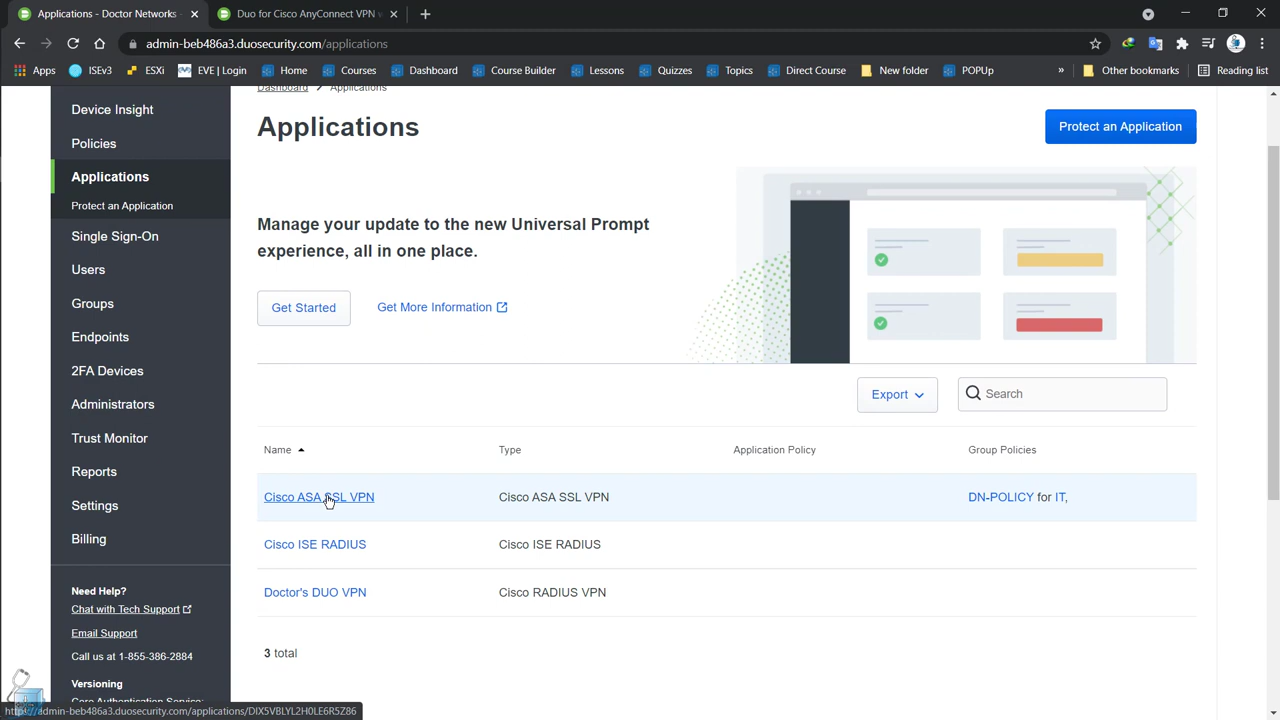 Applications - Doctor Networks -
Duo for Cisco AnyConnect VPN w
admin-beb486a3.duosecurity.com/applications
Apps
ISEv3
ESXi
EVE | Login
Home
Courses
Dashboard
Cousse Builder
Lessons
Quizzes
Topics
Direct Course
New folder
POPUp
»
Other bookmarks
Reading list
Device Insight
Policies
Applications
Protect an Application
Single Sign-On
Users
Groups
Endpoints
2FA Devices
Administrators
Trust Monitor
Reports
Settings
Billing
Need Help?
Chat with Tech Support
Email Support
Call us at 1-855-386-2884
Versioning
Core Authentication Service:
Dashboard > Applications
Applications
Protect an Application
Manage your update to the new Universal Prompt
experience, all in one place.
Get Started
Get More Information
Export
Search
Name Type Application Policy Group Policies
Cisco ASA SSL VPN Cisco ASA SSL VPN DN-POLICY for IT,
Cisco ISE RADIUS Cisco ISE RADIUS
Doctor's DUO VPN Cisco RADIUS VPN
3 total
https://admin-beb486a3.duosecurity.com/applications/DIX5VBLYL2H0LE6R5Z86